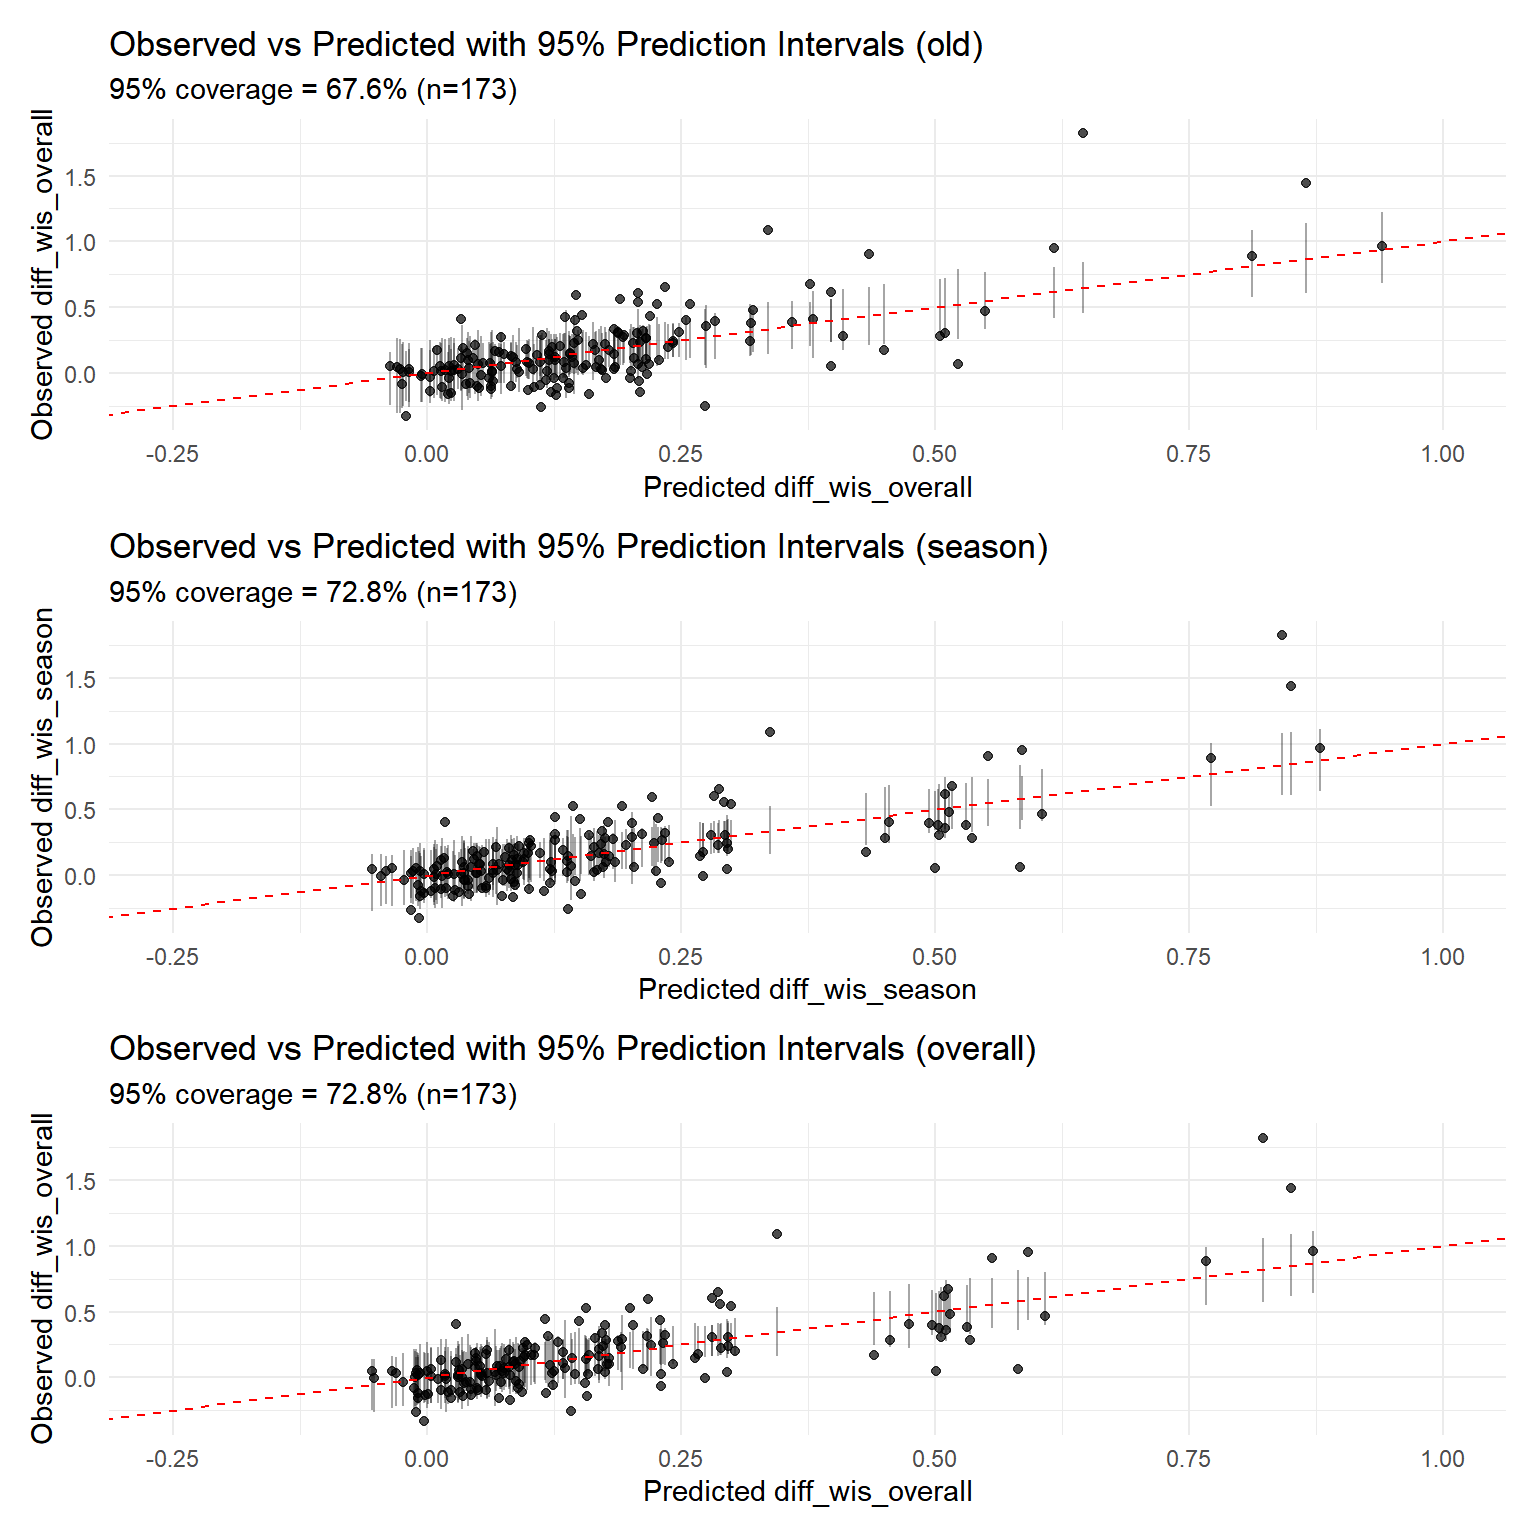 Observed vs Predicted with 95% Prediction Intervals (old)
95% coverage = 67.6% (n=173)
Observed diff_wis_overall
1.5
1.0
0.5
0.0
-0.25 0.00 0.25 0.50 0.75 1.00
Predicted diff_wis_overall
Observed vs Predicted with 95% Prediction Intervals (season)
95% coverage = 72.8% (n=173)
Observed diff_wis_season
1.5
1.0
0.5
0.0
-0.25 0.00 0.25 0.50 0.75 1.00
Predicted diff_wis_season
Observed vs Predicted with 95% Prediction Intervals (overall)
95% coverage = 72.8% (n=173)
Observed diff_wis_overall
1.5
1.0
0.5
0.0
-0.25 0.00 0.25 0.50 0.75 1.00
Predicted diff_wis_overall